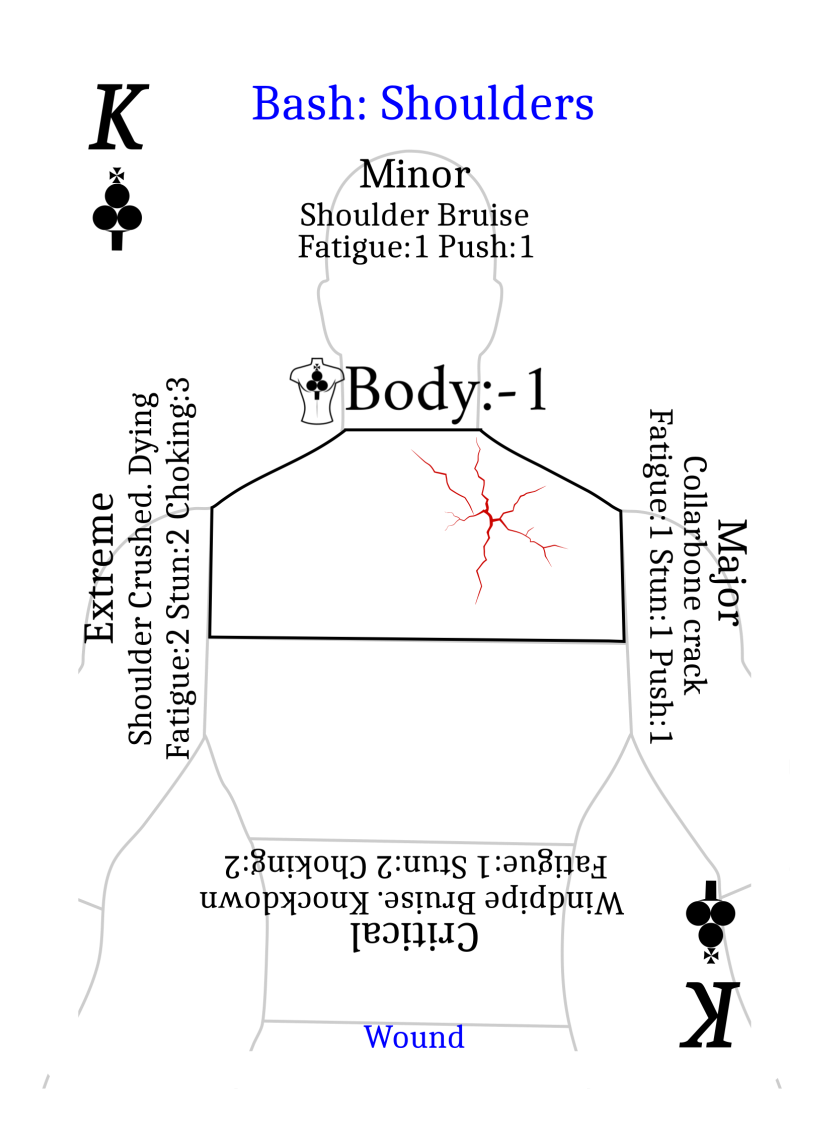 K
Bash: Shoulders
Minor
Shoulder Bruise
Fatigue:1 Push:1
Body:-1
Extreme
Shoulder Crushed. Dying
Fatigue:2 Stun:2 Choking:3
Major
Collarbone crack
Fatigue:1 Stun:1 Push:1
Critical
Windpipe Bruise. Knockdown
Fatigue:1 Stun:2 Choking:2
K
Wound